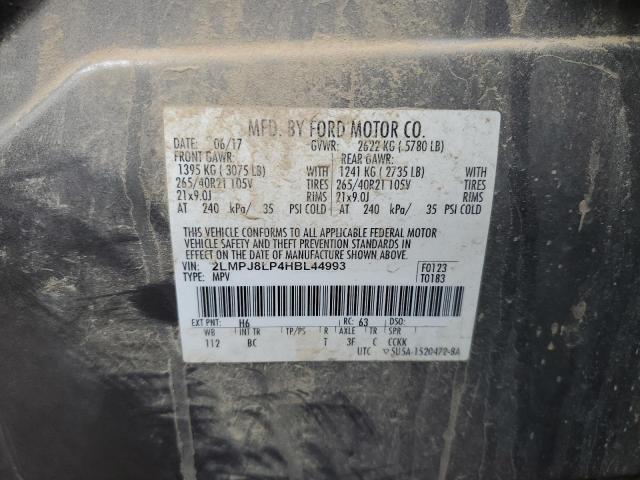 MFD. BY FORD MOTOR CO.
DATE: 06/17 GVWR: 2622 KG ( 5780 LB)
FRONT GAWR: REAR GAWR:
1395 KG ( 3075 LB) WITH 1241 KG ( 2735 LB) WITH
265/40R21 105V TIRES 265/40R21 105V TIRES
21x9.0J RIMS 21x9.0J RIMS
AT 240 kPa/ 35 PSI COLD AT 240 kPa/ 35 PSI COLD
THIS VEHICLE CONFORMS TO ALL APPLICABLE FEDERAL MOTOR
VEHICLE SAFETY AND THEFT PREVENTION STANDARDS IN
EFFECT ON THE DATE OF MANUFACTURE SHOWN ABOVE.
VIN: 2LMPJ8LP4HBL44993 F0123
TYPE: MPV T0183
EXT PNT: H6 RC: 63 DSO:
WB INT TR TP/PS R AXLE TR SPR
112 BC T 3F C CCKK
UTC ▽5U5A-1520472-BA